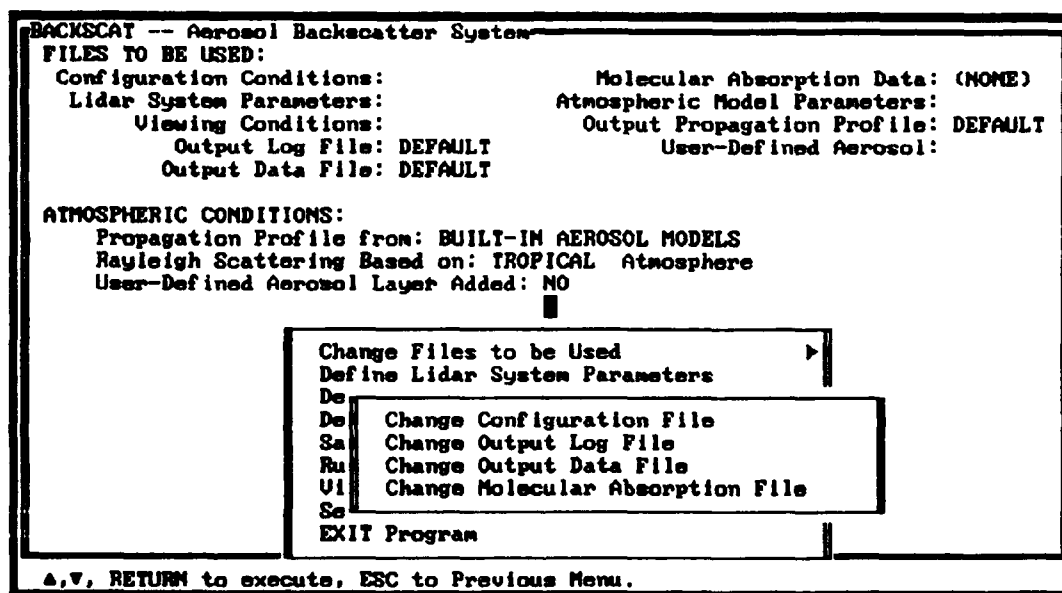 BACKSCAT -- Aerosol Backscatter System
FILES TO BE USED:
Configuration Conditions: Molecular Absorption Data: (NONE)
Lidar System Parameters: Atmospheric Model Parameters:
Viewing Conditions: Output Propagation Profile: DEFAULT
Output Log File: DEFAULT User-Defined Aerosol:
Output Data File: DEFAULT
ATMOSPHERIC CONDITIONS:
Propagation Profile from: BUILT-IN AEROSOL MODELS
Rayleigh Scattering Based on: TROPICAL Atmosphere
User-Defined Aerosol Layer Added: NO
Change Files to be Used ▶
Define Lidar System Parameters
De
De Change Configuration File
Sa Change Output Log File
Ru Change Output Data File
Vi Change Molecular Absorption File
Se
EXIT Program
▲,▼, RETURN to execute, ESC to Previous Menu.